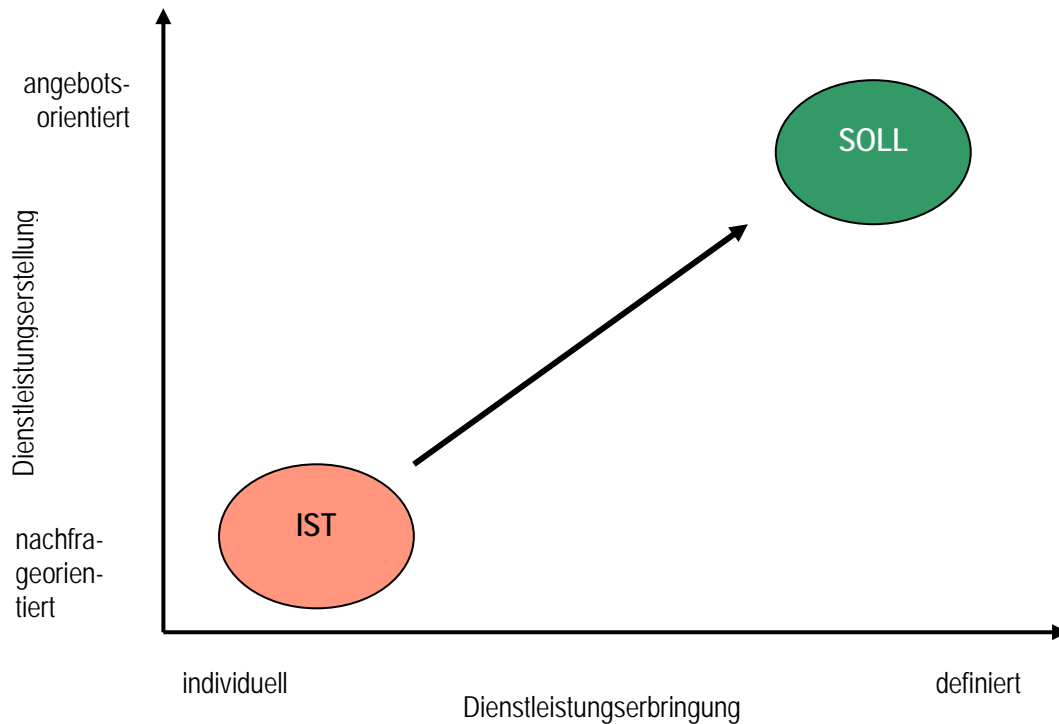 angebots-
orientiert
SOLL
Dienstleistungserstellung
IST
nachfra-
georien-
tiert
individuell
definiert
Dienstleistungserbringung